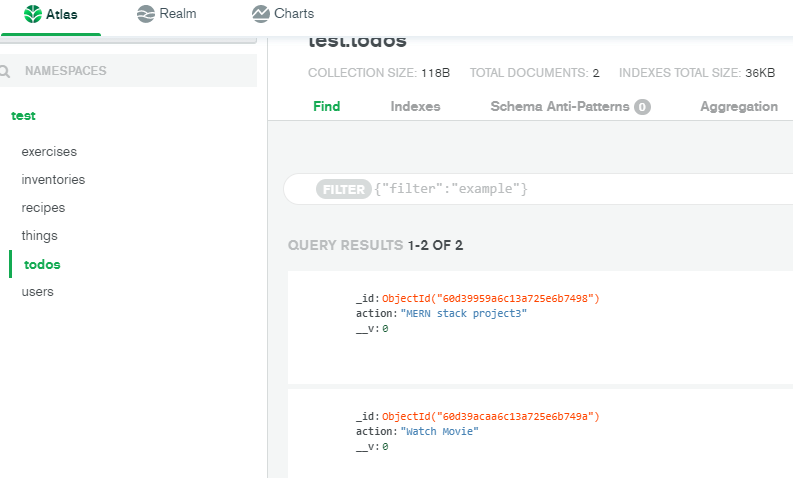 Atlas
Realm
Charts
NAMESPACES
test
exercises
inventories
recipes
things
todos
users
test.todos
COLLECTION SIZE: 118B TOTAL DOCUMENTS: 2 INDEXES TOTAL SIZE: 36KB
Find Indexes Schema Anti-Patterns 0 Aggregation
FILTER {"filter":"example"}
QUERY RESULTS 1-2 OF 2
_id: ObjectId("60d39959a6c13a725e6b7498")
action: "MERN stack project3"
__v: 0
_id: ObjectId("60d39acaa6c13a725e6b749a")
action: "Watch Movie"
__v: 0